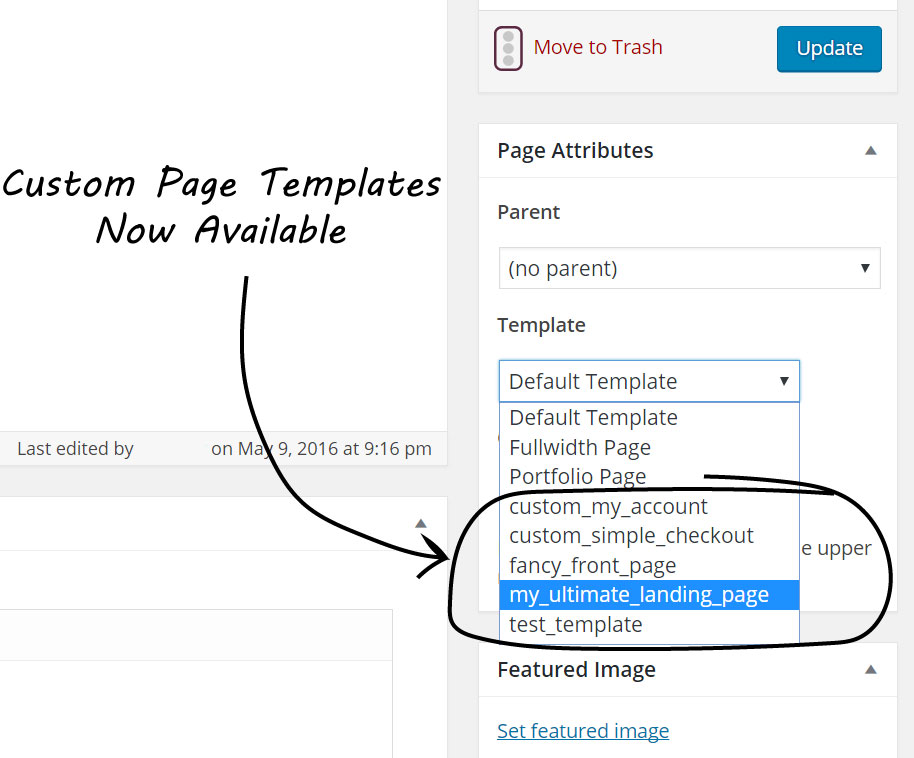 Move to Trash
Update
Custom Page Templates
Now Available
Last edited by on May 9, 2016 at 9:16 pm
Page Attributes
Parent
(no parent)
Template
Default Template
Default Template
Fullwidth Page
Portfolio Page
custom_my_account
custom_simple_checkout
e upper
fancy_front_page
my_ultimate_landing_page
test_template
Featured Image
Set featured image